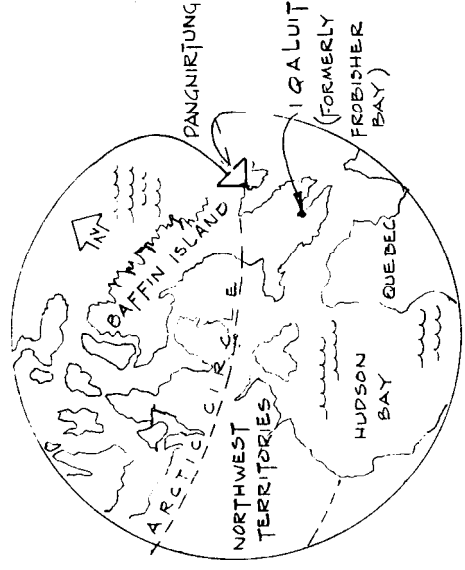 PANGNIRTUNG
IQALUIT
(FORMERLY
FROBISHER
BAY)
N
BAFFIN ISLAND
ARCTIC CIRCLE
NORTHWEST
TERRITORIES
HUDSON
BAY
QUEBEC